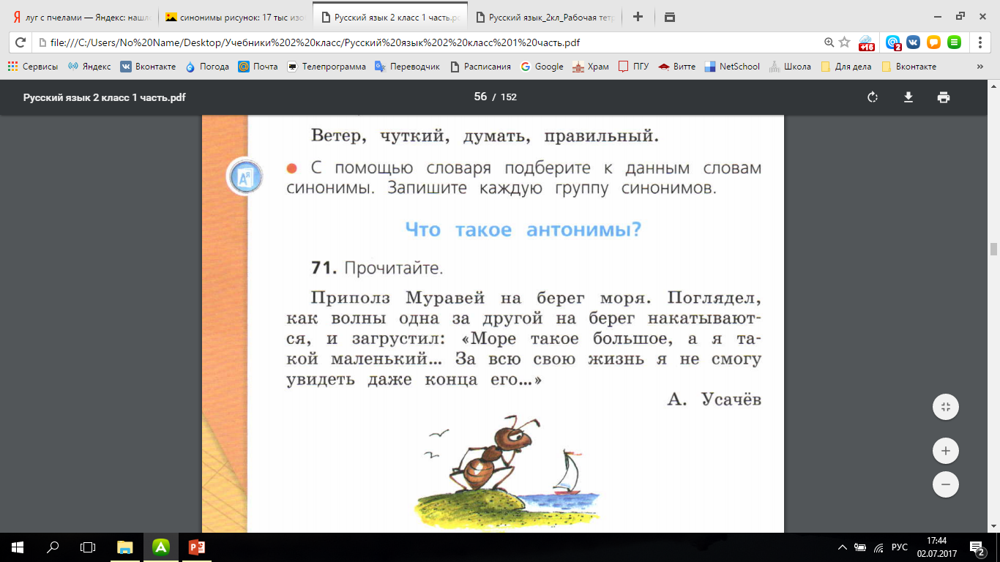 луг с пчелами — Яндекс: нашло
синонимы рисунок: 17 тыс изо
Русский язык 2 класс 1 часть.pd
Русский язык_2кл_Рабочая тетр
file:///C:/Users/No%20Name/Desktop/Учебники%202%20класс/Русский%20язык%202%20класс%201%20часть.pdf
+16
2
Сервисы Яндекс Вконтакте Погода Почта Телепрограмма Переводчик Расписания Google Храм ПГУ Витте NetSchool Школа Для дела Вконтакте »
Русский язык 2 класс 1 часть.pdf
56 / 152
Ветер, чуткий, думать, правильный.
С помощью словаря подберите к данным словам
синонимы. Запишите каждую группу синонимов.
Что такое антонимы?
71. Прочитайте.
Приполз Муравей на берег моря. Поглядел,
как волны одна за другой на берег накатывают-
ся, и загрустил: «Море такое большое, а я та-
кой маленький... За всю свою жизнь я не смогу
увидеть даже конца его...»
А. Усачёв
РУС
17:44
02.07.2017
2